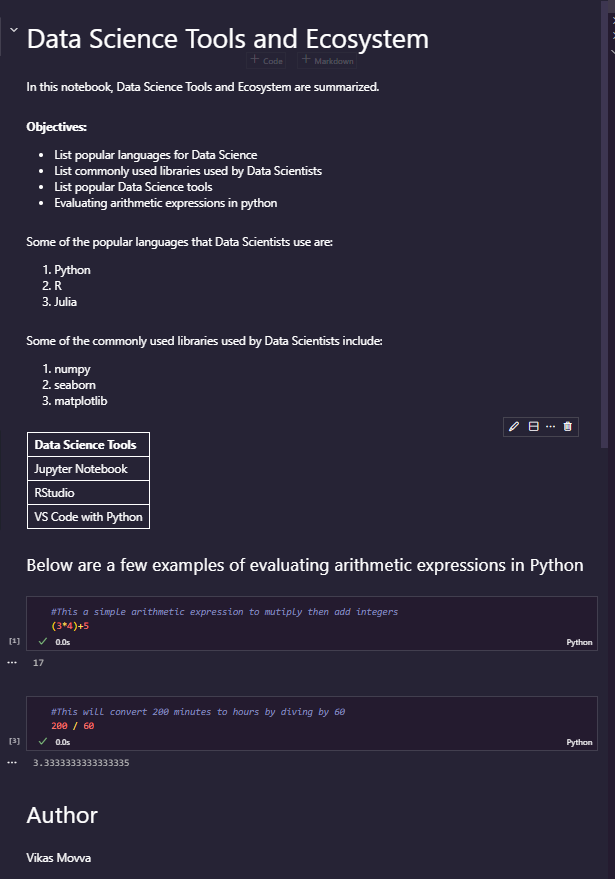 Data Science Tools and Ecosystem
+ Code + Markdown
In this notebook, Data Science Tools and Ecosystem are summarized.
Objectives:
• List popular languages for Data Science
• List commonly used libraries used by Data Scientists
• List popular Data Science tools
• Evaluating arithmetic expressions in python
Some of the popular languages that Data Scientists use are:
1. Python
2. R
3. Julia
Some of the commonly used libraries used by Data Scientists include:
1. numpy
2. seaborn
3. matplotlib
Data Science Tools
Jupyter Notebook
RStudio
VS Code with Python
Below are a few examples of evaluating arithmetic expressions in Python
#This a simple arithmetic expression to mutiply then add integers
(3*4)+5
[1] ✓ 0.0s Python
... 17
#This will convert 200 minutes to hours by diving by 60
200 / 60
[3] ✓ 0.0s Python
... 3.3333333333333335
Author
Vikas Movva